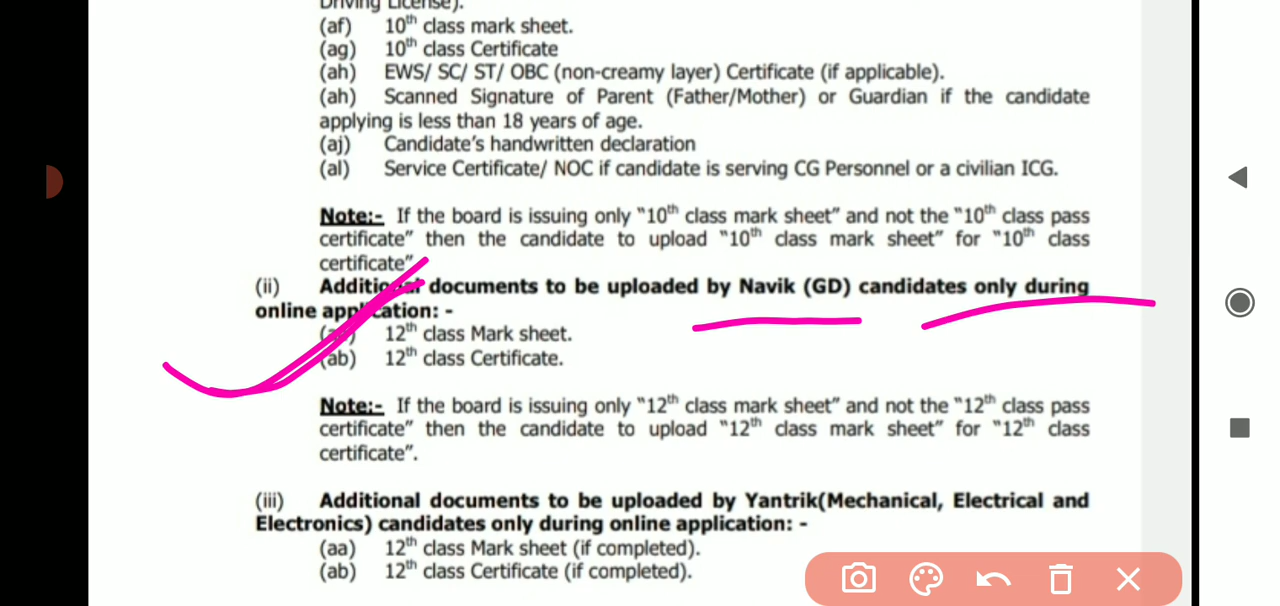 Driving License).
(af) 10th class mark sheet.
(ag) 10th class Certificate
(ah) EWS/ SC/ ST/ OBC (non-creamy layer) Certificate (if applicable).
(ah) Scanned Signature of Parent (Father/Mother) or Guardian if the candidate
applying is less than 18 years of age.
(aj) Candidate's handwritten declaration
(al) Service Certificate/ NOC if candidate is serving CG Personnel or a civilian ICG.
Note:- If the board is issuing only "10th class mark sheet" and not the "10th class pass
certificate" then the candidate to upload "10th class mark sheet" for "10th class
certificate".
(ii) Additional documents to be uploaded by Navik (GD) candidates only during
online application: -
(aa) 12th class Mark sheet.
(ab) 12th class Certificate.
Note:- If the board is issuing only "12th class mark sheet" and not the "12th class pass
certificate" then the candidate to upload "12th class mark sheet" for "12th class
certificate".
(iii) Additional documents to be uploaded by Yantrik(Mechanical, Electrical and
Electronics) candidates only during online application: -
(aa) 12th class Mark sheet (if completed).
(ab) 12th class Certificate (if completed).